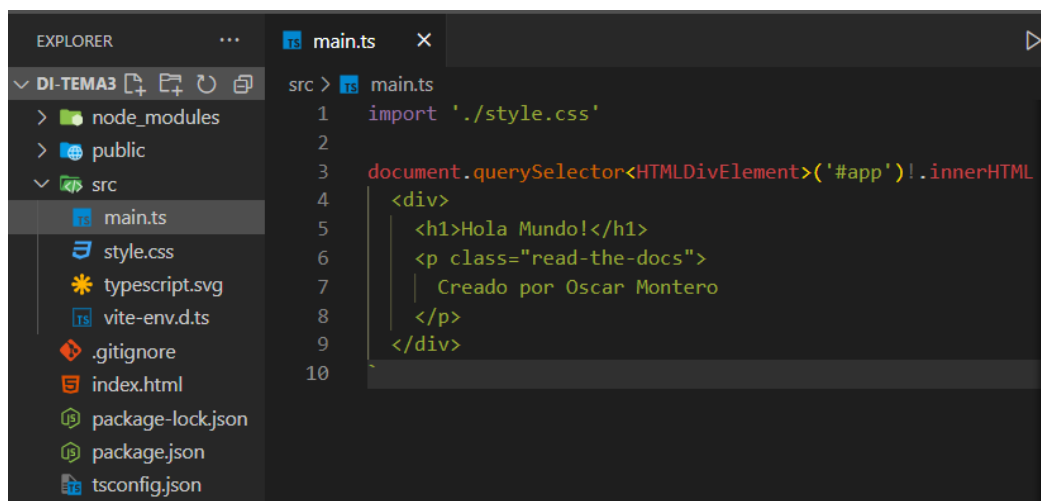 EXPLORER ···
DI-TEMA3
node_modules
public
src
main.ts
style.css
typescript.svg
vite-env.d.ts
.gitignore
index.html
package-lock.json
package.json
tsconfig.json
TS main.ts ×
src > TS main.ts
1 import './style.css'
2
3 document.querySelector<HTMLDivElement>('#app')!.innerHTML
4 <div>
5 <h1>Hola Mundo!</h1>
6 <p class="read-the-docs">
7 Creado por Oscar Montero
8 </p>
9 </div>
10 `